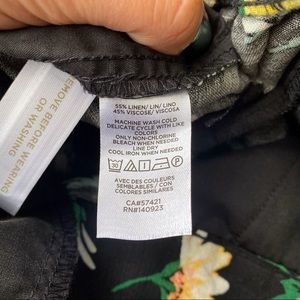 55% LINEN/ LIN/ LINO
45% VISCOSE/ VISCOSA
MACHINE WASH COLD
DELICATE CYCLE WITH LIKE
COLORS
ONLY NON-CHLORINE
BLEACH WHEN NEEDED
LINE DRY
COOL IRON WHEN NEEDED
30
P
AVEC DES COULEURS
SEMBLABLES / CON
COLORES SIMILARES
CA#57421
RN#140923
REMOVE BEFORE WEARING
OR WASHING